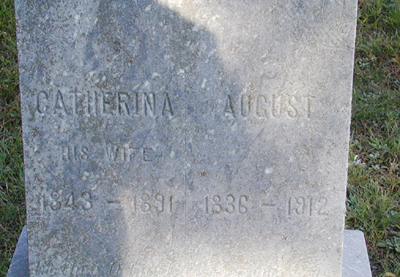 CATHERINA AUGUST
HIS WIFE
1843 - 1891 1836 - 1912